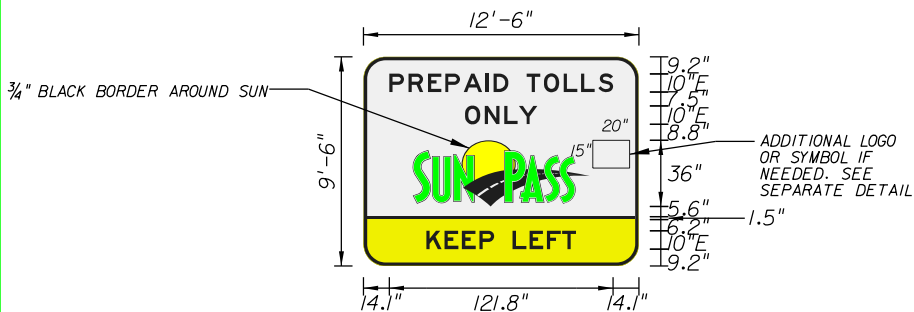 12'-6"
¾" BLACK BORDER AROUND SUN
9'-6"
PREPAID TOLLS
ONLY
SUN PASS
KEEP LEFT
20"
15"
9.2"
10"E
7.5"
10"E
8.8"
36"
5.6"
1.5"
6.2"
10"E
9.2"
ADDITIONAL LOGO
OR SYMBOL IF
NEEDED. SEE
SEPARATE DETAIL
14.1"
121.8"
14.1"